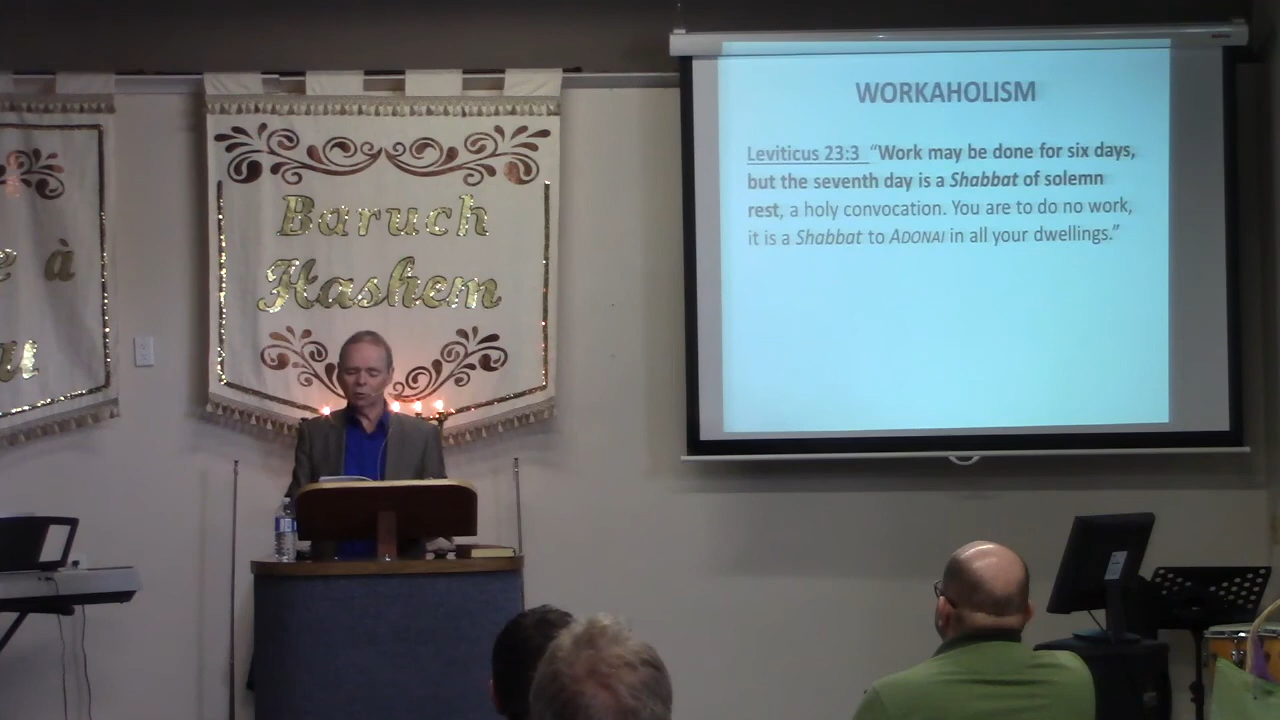 e à
Baruch
Hashem
WORKAHOLISM
Leviticus 23:3 “Work may be done for six days,
but the seventh day is a Shabbat of solemn
rest, a holy convocation. You are to do no work,
it is a Shabbat to ADONAI in all your dwellings.”